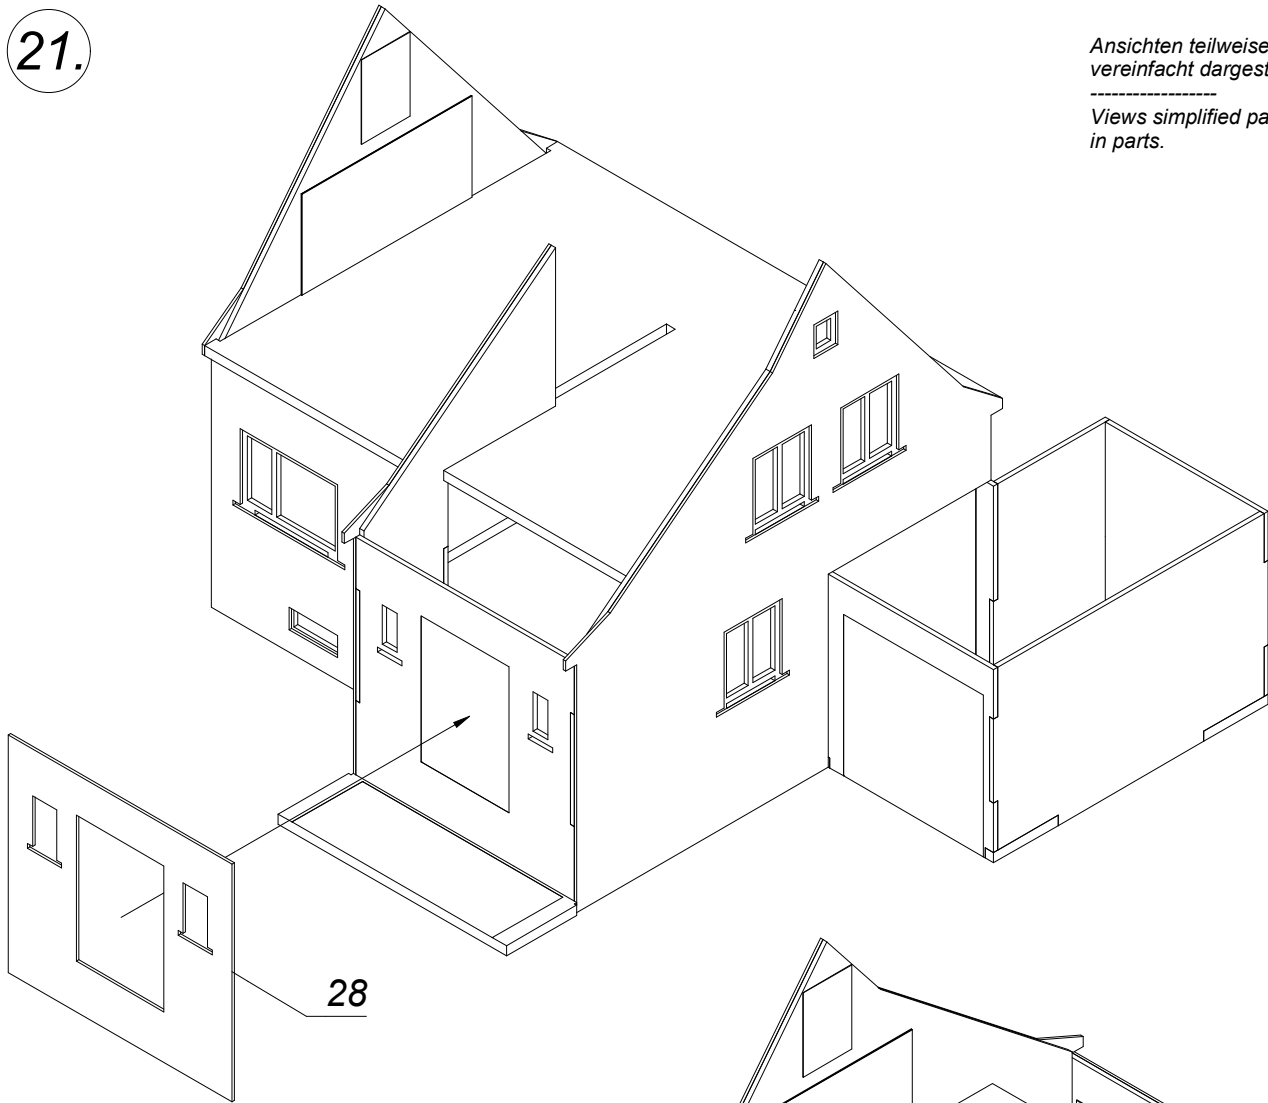 21.
Ansichten teilweise
vereinfacht dargest
------------------
Views simplified pa
in parts.
28